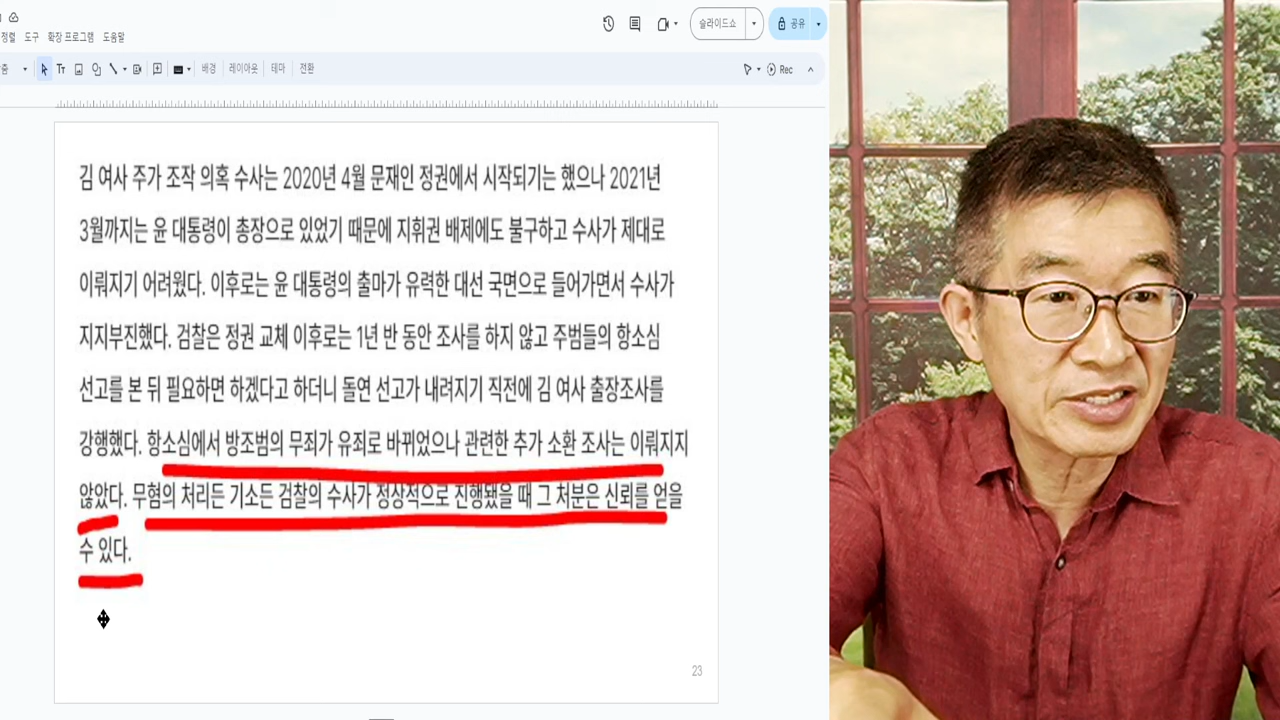 정렬 도구 확장 프로그램 도움말
슬라이드쇼
공유
배경 레이아웃 테마 전환
Rec
김 여사 주가 조작 의혹 수사는 2020년 4월 문재인 정권에서 시작되기는 했으나 2021년
3월까지는 윤 대통령이 총장으로 있었기 때문에 지휘권 배제에도 불구하고 수사가 제대로
이뤄지기 어려웠다. 이후로는 윤 대통령의 출마가 유력한 대선 국면으로 들어가면서 수사가
지지부진했다. 검찰은 정권 교체 이후로는 1년 반 동안 조사를 하지 않고 주범들의 항소심
선고를 본 뒤 필요하면 하겠다고 하더니 돌연 선고가 내려지기 직전에 김 여사 출장조사를
강행했다. 항소심에서 방조범의 무죄가 유죄로 바뀌었으나 관련한 추가 소환 조사는 이뤄지지
않았다. 무혐의 처리든 기소든 검찰의 수사가 정상적으로 진행됐을 때 그 처분은 신뢰를 얻을
수 있다.
23